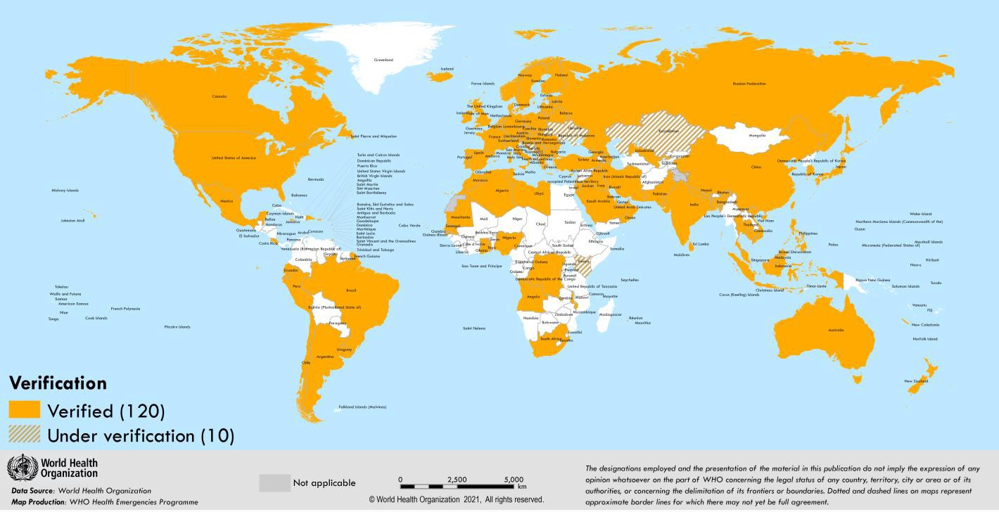 Greenland
Iceland
Faroe Islands
Norway
Sweden
Finland
Russian Federation
Canada
Estonia
Latvia
Lithuania
Denmark
The United Kingdom
Ireland
Isle of Man
Netherlands
Belarus
Poland
Germany
Guernsey
Jersey
Belgium
Luxembourg
Czechia
Slovakia
Ukraine
Kazakhstan
Mongolia
Saint Pierre and Miquelon
France
Liechtenstein
Switzerland
Austria
Hungary
Republic of Moldova
Slovenia
Romania
Croatia
Bosnia and Herzegovina
Serbia
San Marino
Monaco
Italy
Kosovo[1]
Montenegro
Bulgaria
Holy See
North Macedonia
Albania
Portugal
Spain
Andorra
Georgia
Azerbaijan
Armenia
Turkey
Greece
Uzbekistan
Kyrgyzstan
Turkmenistan
Tajikistan
China
Democratic People's Republic of Korea
Japan
Republic of Korea
United States of America
Turks and Caicos Islands
Dominican Republic
Puerto Rico
United States Virgin Islands
British Virgin Islands
Anguilla
Saint Martin
Sint Maarten
Saint Barthélemy
Bermuda
Gibraltar
Tunisia
Malta
Morocco
Cyprus
Syrian Arab Republic
Lebanon
occupied Palestinian territory
Israel
Jordan
Iraq
Iran (Islamic Republic of)
Kuwait
Afghanistan
Midway Islands
Mexico
Bahamas
Algeria
Libya
Egypt
Bahrain
Qatar
Saudi Arabia
United Arab Emirates
Oman
Pakistan
Nepal
Bhutan
India
Bangladesh
Myanmar
Lao People's Democratic Republic
Viet Nam
Thailand
Cambodia
Philippines
Wake Island
Northern Mariana Islands (Commonwealth of the)
Guam
Johnston Atoll
Cuba
Cayman Islands
Haiti
Belize
Jamaica
Honduras
Guatemala
El Salvador
Nicaragua
Aruba
Curacao
Costa Rica
Panama
Bonaire, Sint Eustatius and Saba
Saint Kitts and Nevis
Antigua and Barbuda
Montserrat
Guadeloupe
Dominica
Martinique
Saint Lucia
Barbados
Saint Vincent and the Grenadines
Grenada
Trinidad and Tobago
Venezuela (Bolivarian Republic of)
Guyana
Suriname
French Guiana
Colombia
Ecuador
Peru
Brazil
Bolivia (Plurinational State of)
Paraguay
Uruguay
Argentina
Chile
Falkland Islands (Malvinas)
Cabo Verde
Mauritania
Mali
Niger
Chad
Sudan
Eritrea
Yemen
Djibouti
Senegal
Gambia
Guinea-Bissau
Guinea
Burkina Faso
Sierra Leone
Liberia
Côte d'Ivoire
Ghana
Togo
Benin
Nigeria
Cameroon
Central African Republic
South Sudan
Ethiopia
Somalia
Sao Tome and Principe
Equatorial Guinea
Gabon
Congo
Democratic Republic of the Congo
Uganda
Kenya
Rwanda
Burundi
United Republic of Tanzania
Seychelles
Comoros
Mayotte
Angola
Zambia
Malawi
Mozambique
Zimbabwe
Madagascar
Namibia
Botswana
Réunion
Mauritius
Eswatini
South Africa
Lesotho
Saint Helena
Sri Lanka
Maldives
Brunei Darussalam
Malaysia
Singapore
Indonesia
Cocos (Keeling) Islands
Christmas Island
Timor-Leste
Palau
Micronesia (Federated States of)
Marshall Islands
Kiribati
Nauru
Papua New Guinea
Solomon Islands
Tuvalu
Vanuatu
Fiji
New Caledonia
Norfolk Island
Australia
New Zealand
Tokelau
Wallis and Futuna
Samoa
American Samoa
Niue
Tonga
Cook Islands
French Polynesia
Pitcairn Islands
Verification
Verified (120)
Under verification (10)
World Health
Organization
Data Source: World Health Organization
Map Production: WHO Health Emergencies Programme
Not applicable
0 2,500 5,000
km
© World Health Organization 2021, All rights reserved.
The designations employed and the presentation of the material in this publication do not imply the expression of any
opinion whatsoever on the part of WHO concerning the legal status of any country, territory, city or area or of its
authorities, or concerning the delimitation of its frontiers or boundaries. Dotted and dashed lines on maps represent
approximate border lines for which there may not yet be full agreement.